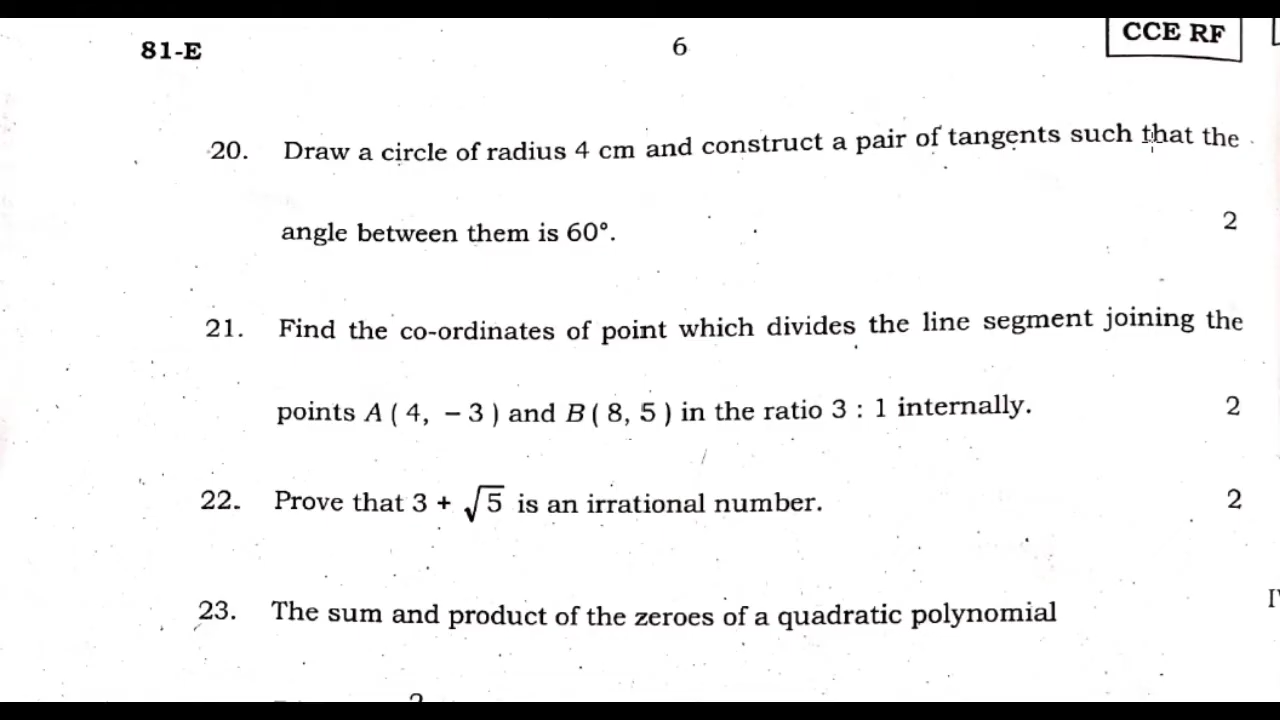 81-E 6 CCE RF
20. Draw a circle of radius 4 cm and construct a pair of tangents such that the
angle between them is 60°. 2
21. Find the co-ordinates of point which divides the line segment joining the
points A ( 4, – 3 ) and B ( 8, 5 ) in the ratio 3 : 1 internally. 2
22. Prove that 3 + √5 is an irrational number. 2
23. The sum and product of the zeroes of a quadratic polynomial